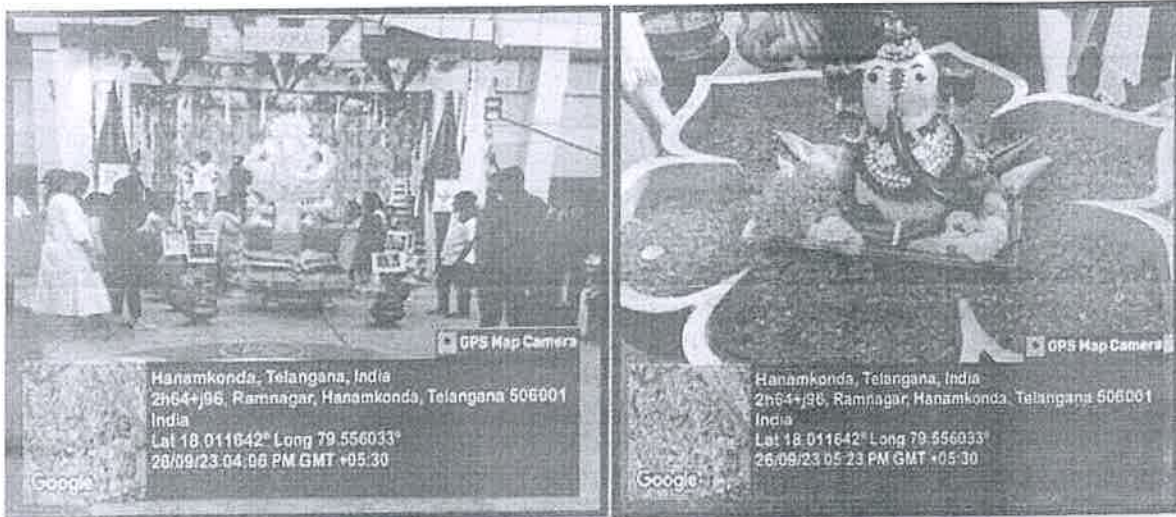 GPS Map Camera
Hanamkonda, Telangana, India
2h64+j96, Ramnagar, Hanamkonda, Telangana 506001
India
Lat 18.011642° Long 79.556033°
26/09/23 04:06 PM GMT +05:30
Google
GPS Map Camera
Hanamkonda, Telangana, India
2h64+j96, Ramnagar, Hanamkonda, Telangana 506001
India
Lat 18.011642° Long 79.556033°
26/09/23 05:23 PM GMT +05:30
Google